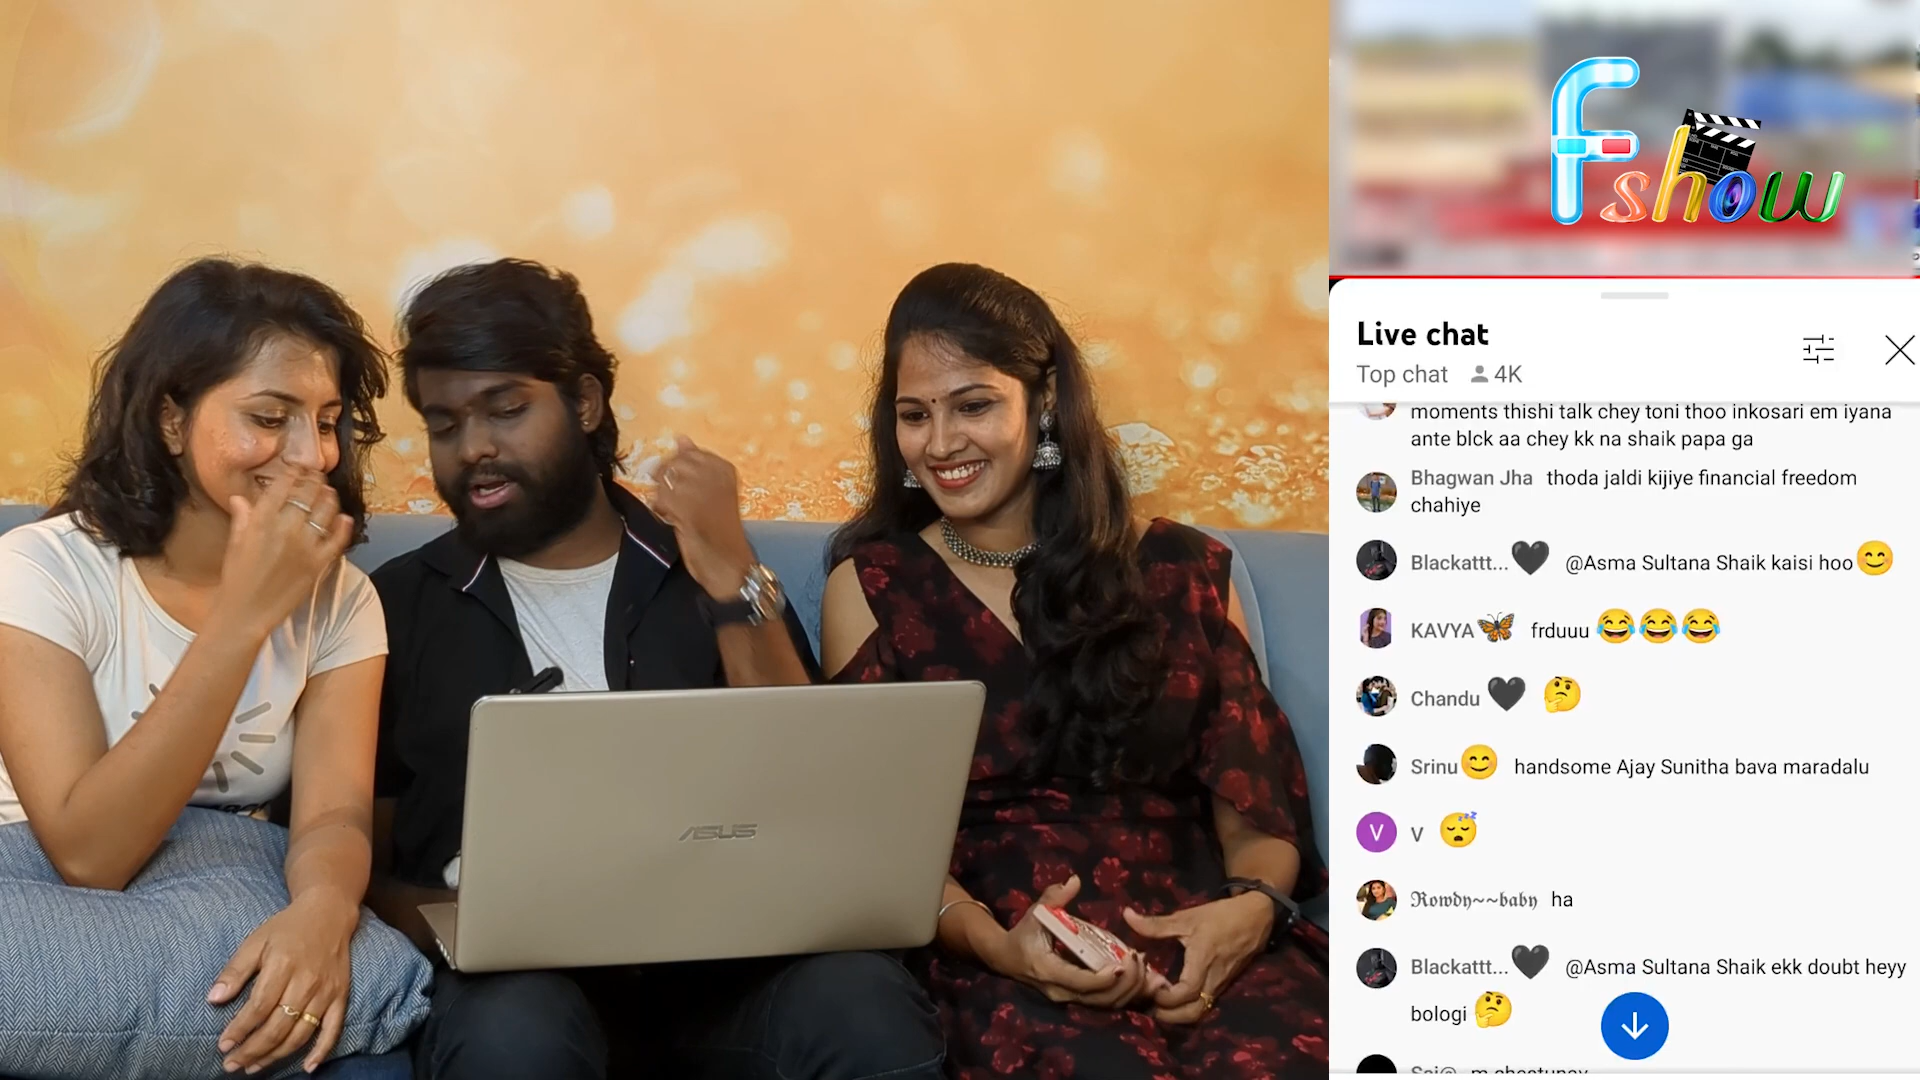 ASUS
Fshow
Live chat
Top chat 4K
moments thishi talk chey toni thoo inkosari em iyana
ante blck aa chey kk na shaik papa ga
Bhagwan Jha thoda jaldi kijiye financial freedom
chahiye
Blackattt...🖤 @Asma Sultana Shaik kaisi hoo😊
KAVYA🦋 frduuu 😂😂😂
Chandu🖤 🤔
Srinu😊 handsome Ajay Sunitha bava maradalu
V V 😴
𝕽𝖔𝖜𝖉𝖞~~𝖇𝖆𝖇𝖞 ha
Blackattt...🖤 @Asma Sultana Shaik ekk doubt heyy
bologi 🤔